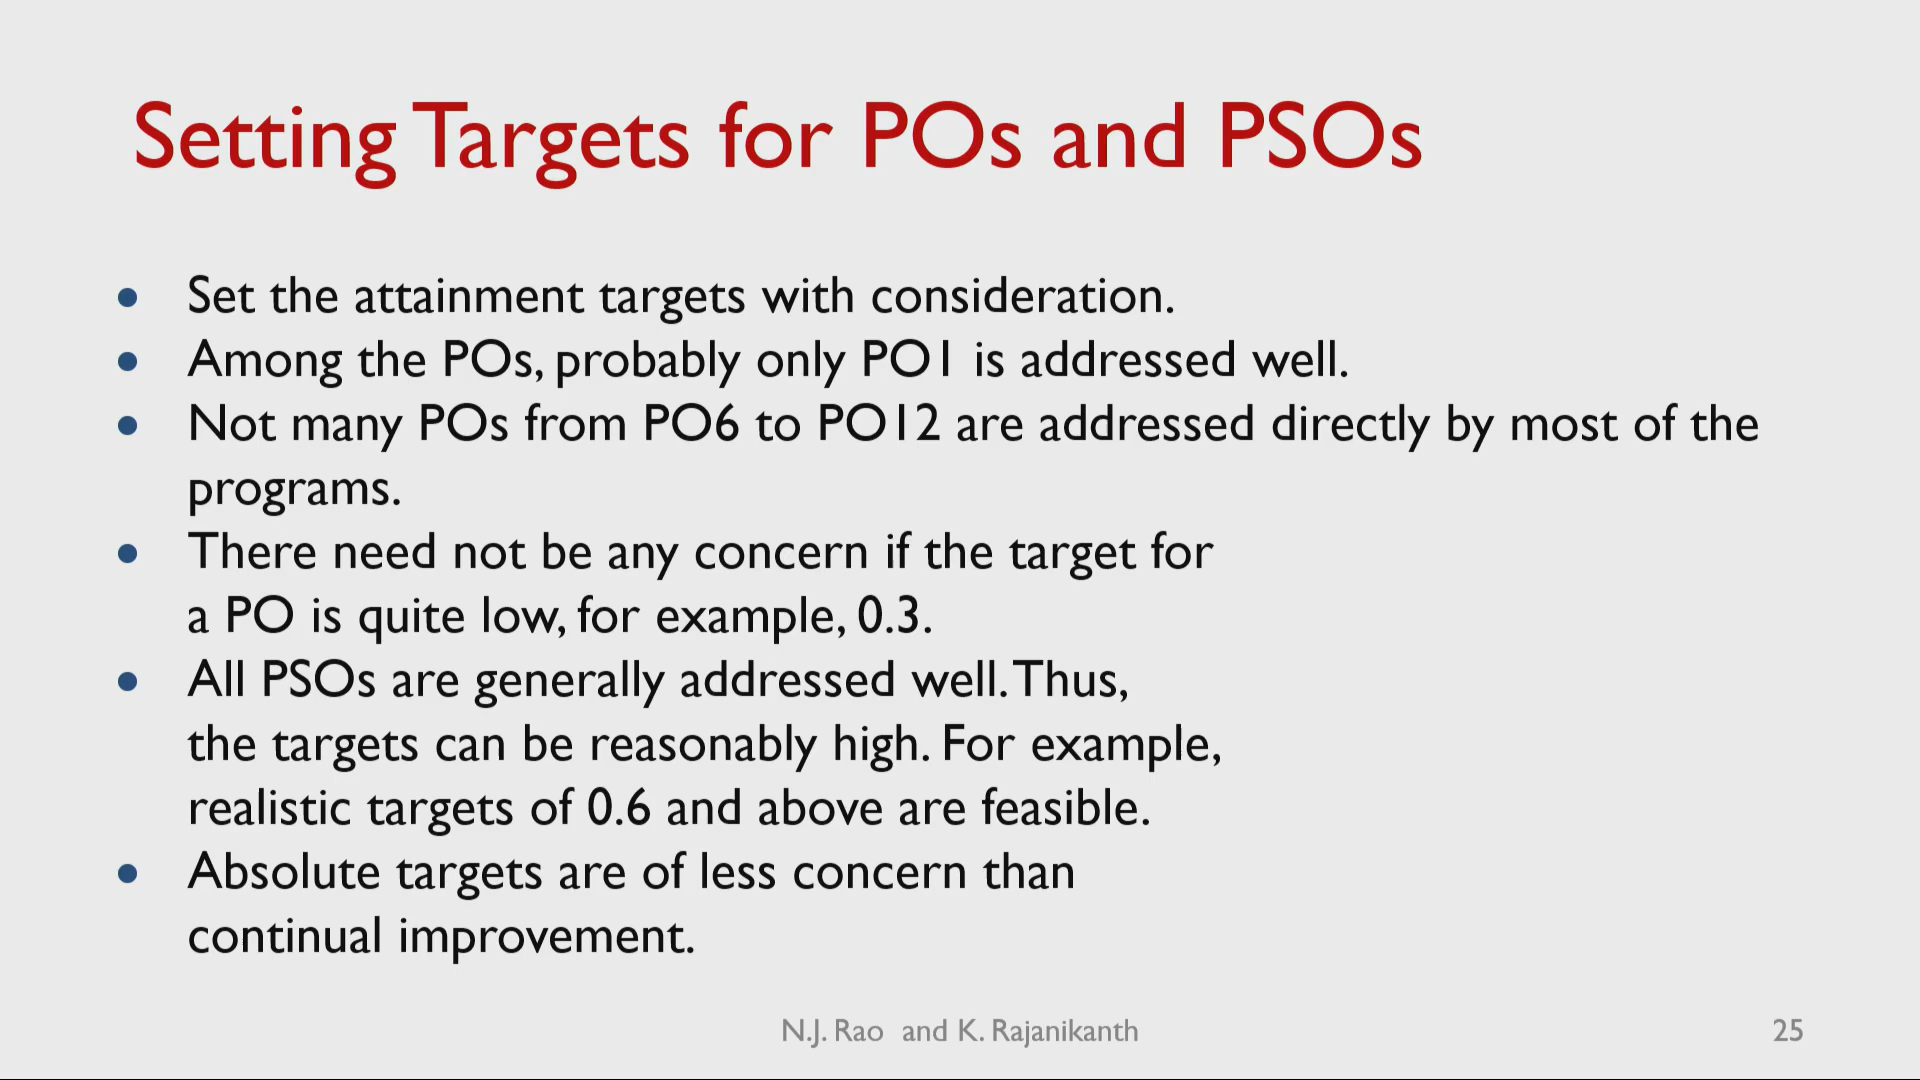 Setting Targets for POs and PSOs
• Set the attainment targets with consideration.
• Among the POs, probably only PO1 is addressed well.
• Not many POs from PO6 to PO12 are addressed directly by most of the
programs.
• There need not be any concern if the target for
a PO is quite low, for example, 0.3.
• All PSOs are generally addressed well. Thus,
the targets can be reasonably high. For example,
realistic targets of 0.6 and above are feasible.
• Absolute targets are of less concern than
continual improvement.
N.J. Rao and K. Rajanikanth
25